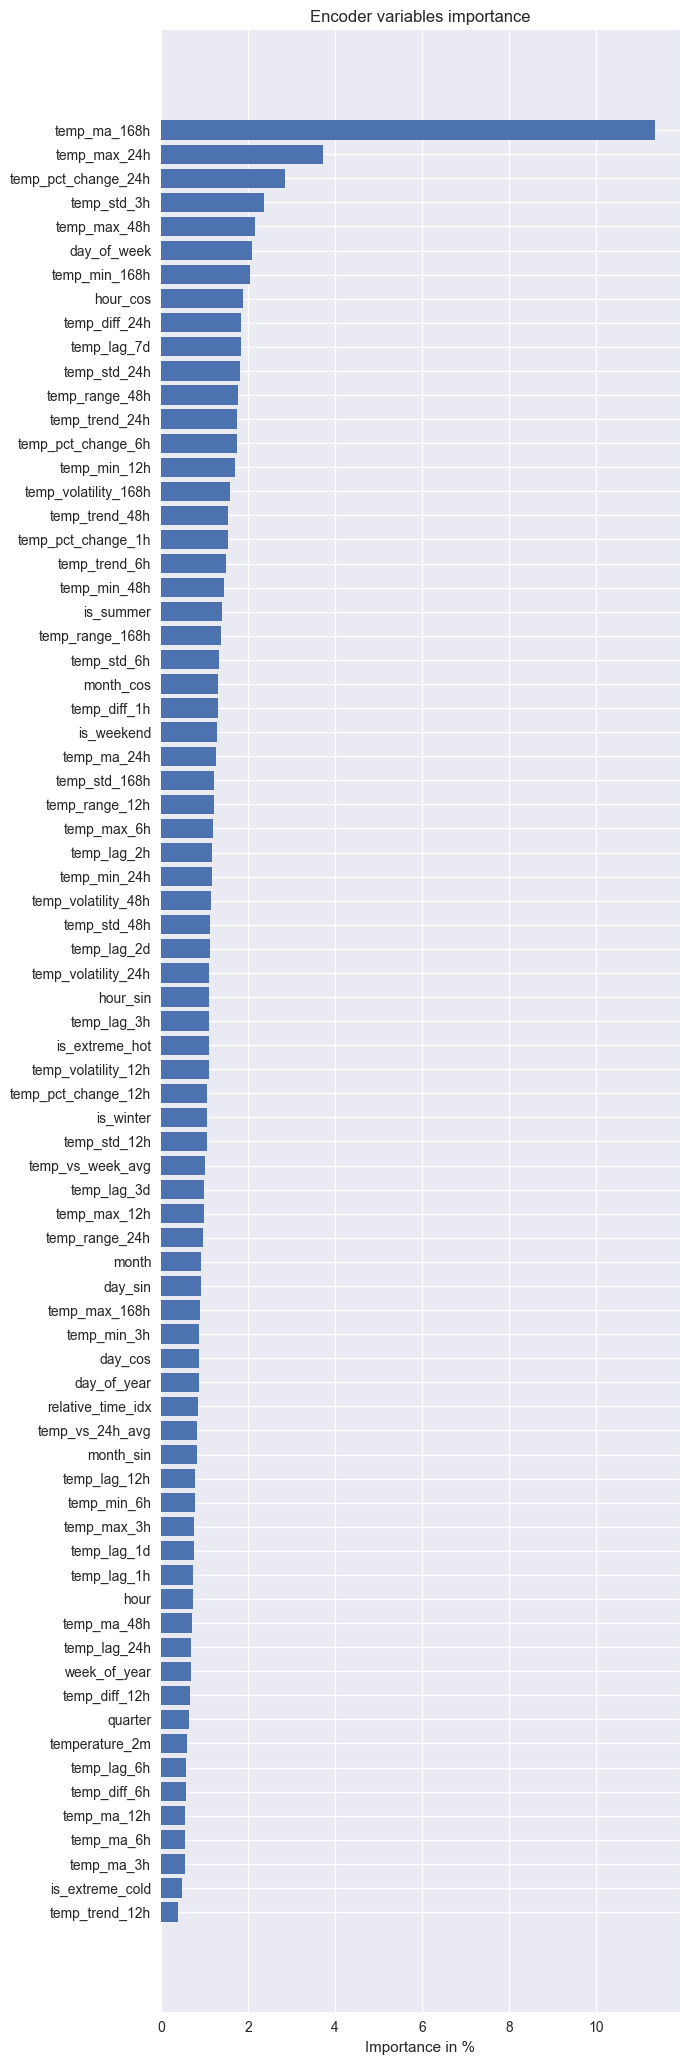 Encoder variables importance
temp_ma_168h
temp_max_24h
temp_pct_change_24h
temp_std_3h
temp_max_48h
day_of_week
temp_min_168h
hour_cos
temp_diff_24h
temp_lag_7d
temp_std_24h
temp_range_48h
temp_trend_24h
temp_pct_change_6h
temp_min_12h
temp_volatility_168h
temp_trend_48h
temp_pct_change_1h
temp_trend_6h
temp_min_48h
is_summer
temp_range_168h
temp_std_6h
month_cos
temp_diff_1h
is_weekend
temp_ma_24h
temp_std_168h
temp_range_12h
temp_max_6h
temp_lag_2h
temp_min_24h
temp_volatility_48h
temp_std_48h
temp_lag_2d
temp_volatility_24h
hour_sin
temp_lag_3h
is_extreme_hot
temp_volatility_12h
temp_pct_change_12h
is_winter
temp_std_12h
temp_vs_week_avg
temp_lag_3d
temp_max_12h
temp_range_24h
month
day_sin
temp_max_168h
temp_min_3h
day_cos
day_of_year
relative_time_idx
temp_vs_24h_avg
month_sin
temp_lag_12h
temp_min_6h
temp_max_3h
temp_lag_1d
temp_lag_1h
hour
temp_ma_48h
temp_lag_24h
week_of_year
temp_diff_12h
quarter
temperature_2m
temp_lag_6h
temp_diff_6h
temp_ma_12h
temp_ma_6h
temp_ma_3h
is_extreme_cold
temp_trend_12h
0 2 4 6 8 10
Importance in %